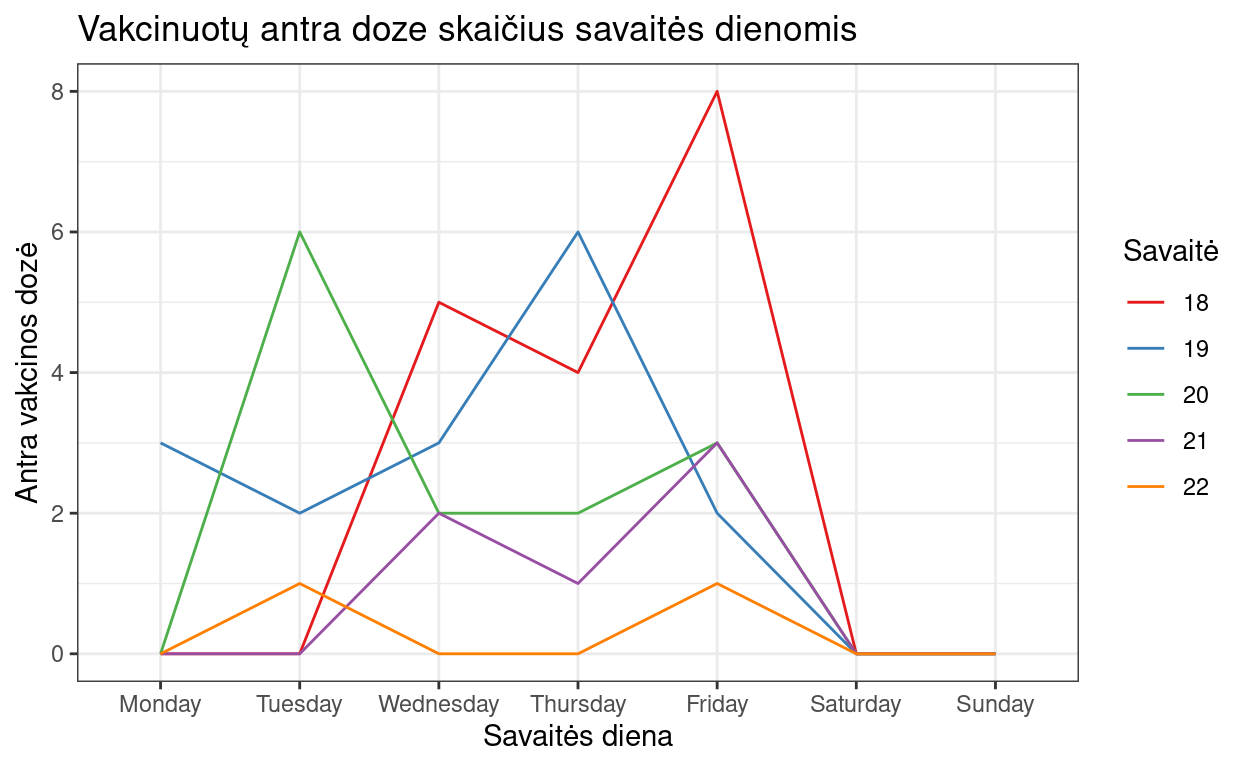 Vakcinuotų antra doze skaičius savaitės dienomis
Antra vakcinos dozė
8
6
4
2
0
Monday Tuesday Wednesday Thursday Friday Saturday Sunday
Savaitės diena
Savaitė
18
19
20
21
22